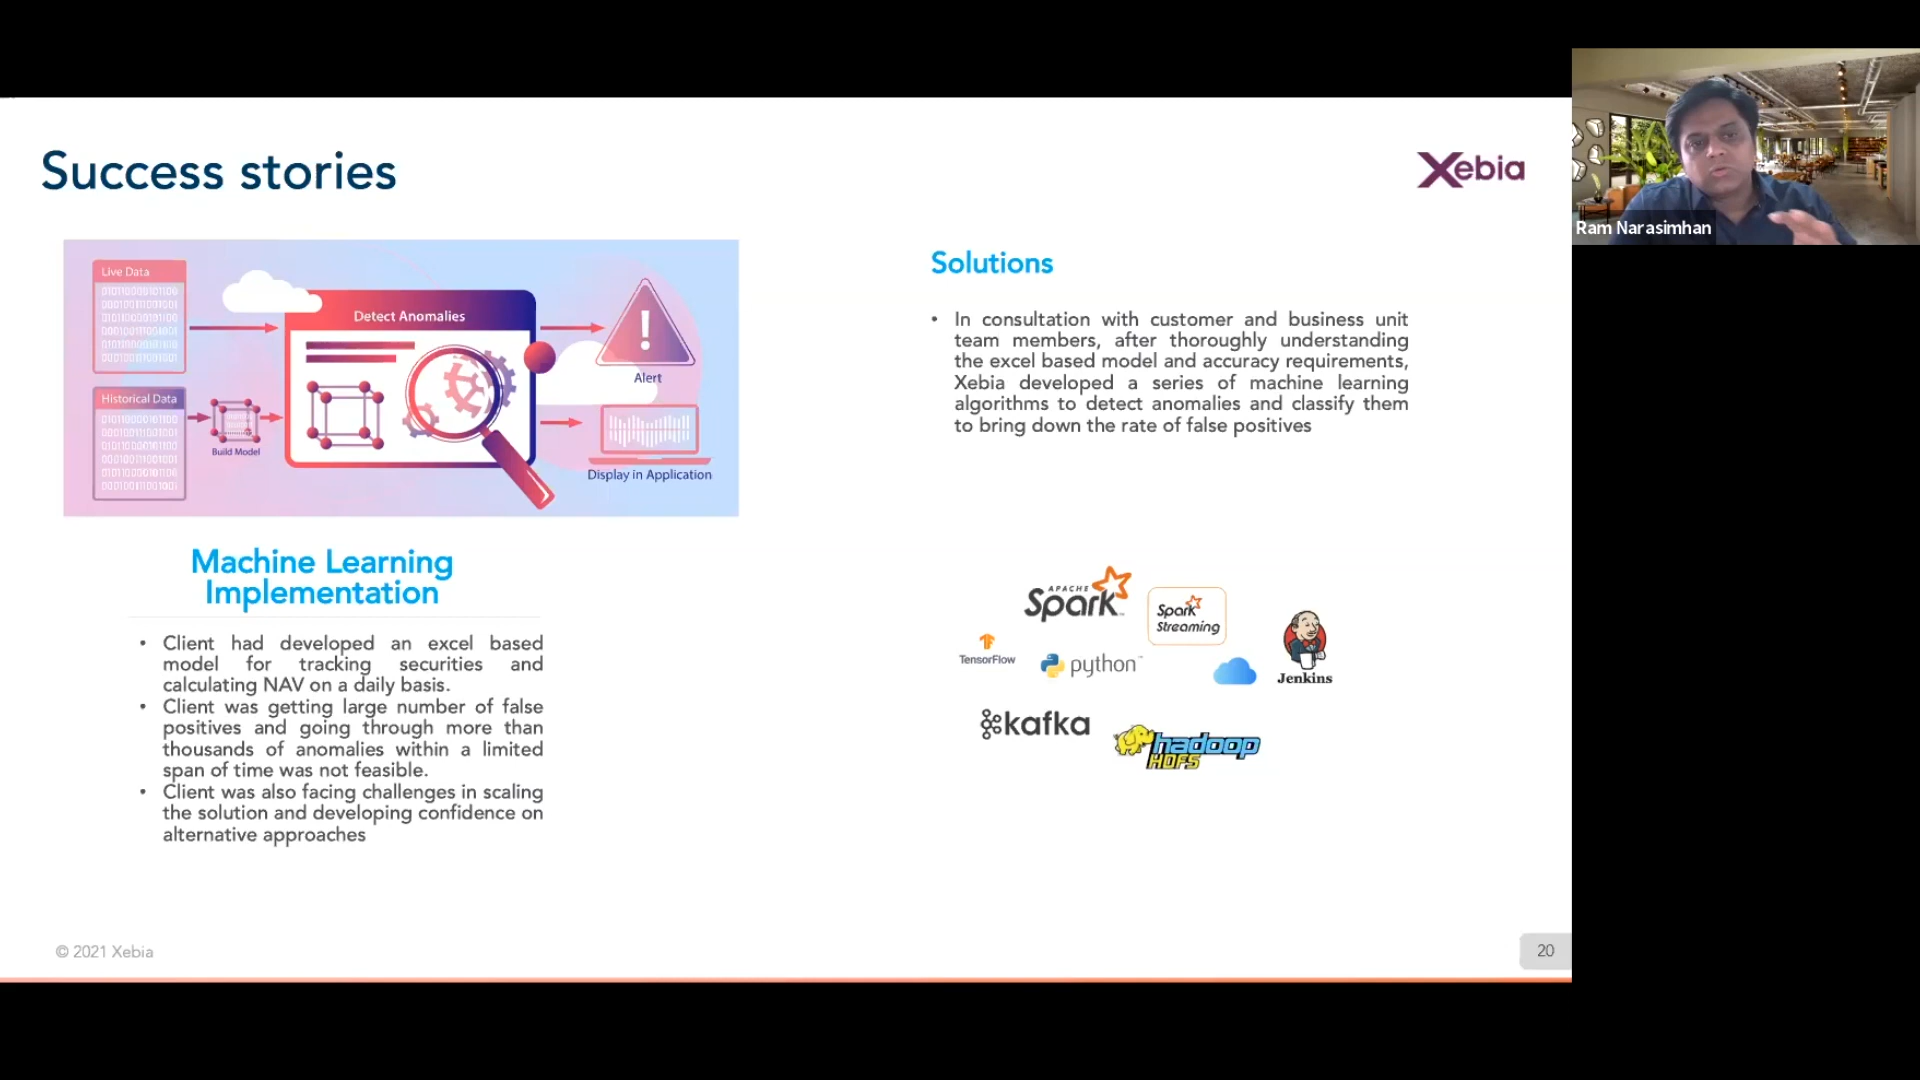 Success stories
Xebia
Live Data
Historical Data
Build Model
Detect Anomalies
!
Alert
Display in Application
Machine Learning
Implementation
• Client had developed an excel based
model for tracking securities and
calculating NAV on a daily basis.
• Client was getting large number of false
positives and going through more than
thousands of anomalies within a limited
span of time was not feasible.
• Client was also facing challenges in scaling
the solution and developing confidence on
alternative approaches
Solutions
• In consultation with customer and business unit
team members, after thoroughly understanding
the excel based model and accuracy requirements,
Xebia developed a series of machine learning
algorithms to detect anomalies and classify them
to bring down the rate of false positives
APACHE
Spark™
Spark
Streaming
TensorFlow
python™
Jenkins
kafka
hadoop
HDFS
© 2021 Xebia
20
Ram Narasimhan